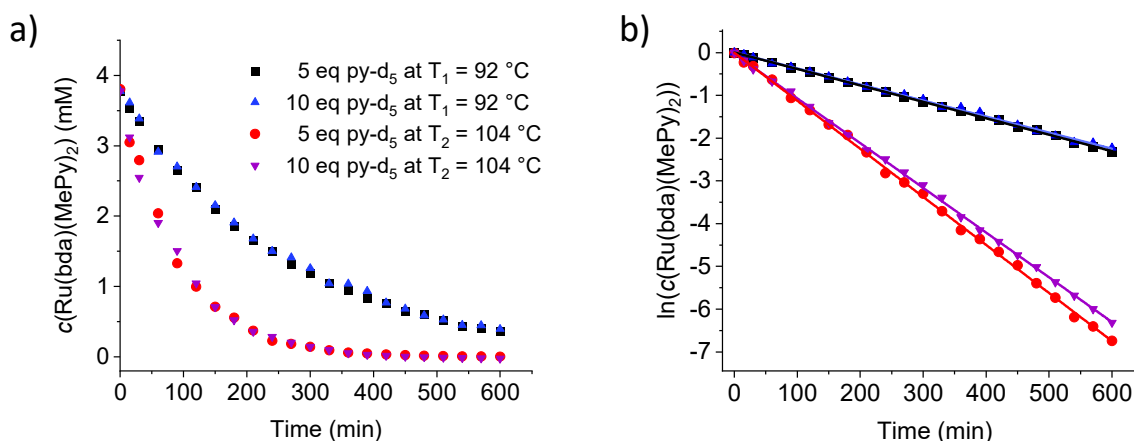 a)
c(Ru(bda)(MePy)₂) (mM)
4
3
2
1
0
0 100 200 300 400 500 600
Time (min)
5 eq py-d₅ at T₁ = 92 °C
10 eq py-d₅ at T₁ = 92 °C
5 eq py-d₅ at T₂ = 104 °C
10 eq py-d₅ at T₂ = 104 °C
b)
ln(c(Ru(bda)(MePy)₂))
0
-1
-2
-3
-4
-5
-6
-7
0 100 200 300 400 500 600
Time (min)